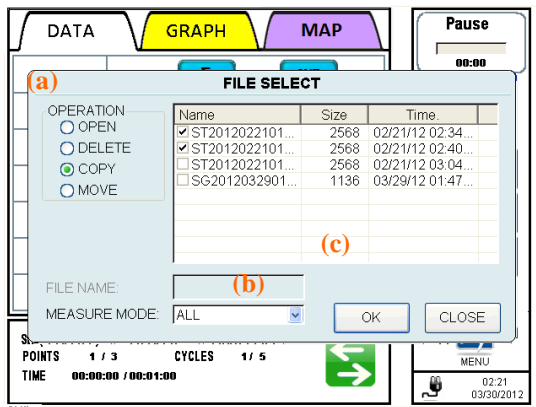 DATA GRAPH MAP Pause
00:00
(a) FILE SELECT
OPERATION
OPEN
DELETE
COPY
MOVE
Name Size Time.
ST2012022101... 2568 02/21/12 02:34...
ST2012022101... 2568 02/21/12 02:40...
ST2012022101... 2568 02/21/12 03:04...
SG2012032901... 1136 03/29/12 01:47...
(c)
FILE NAME: (b)
MEASURE MODE: ALL OK CLOSE
POINTS 1 / 3 CYCLES 1 / 5
TIME 00:00:00 / 00:01:00
MENU
02:21
03/30/2012